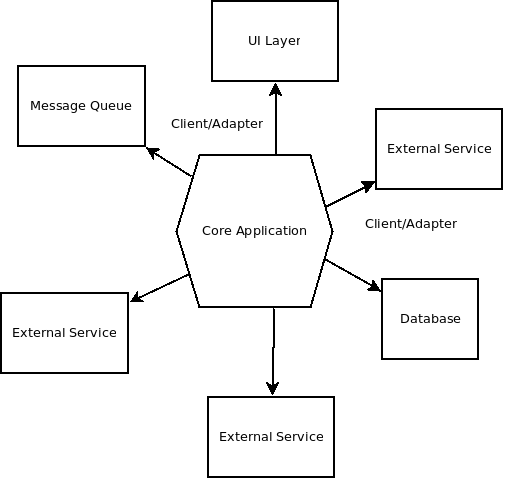 UI Layer
Message Queue
Client/Adapter
External Service
Core Application
Client/Adapter
External Service
Database
External Service